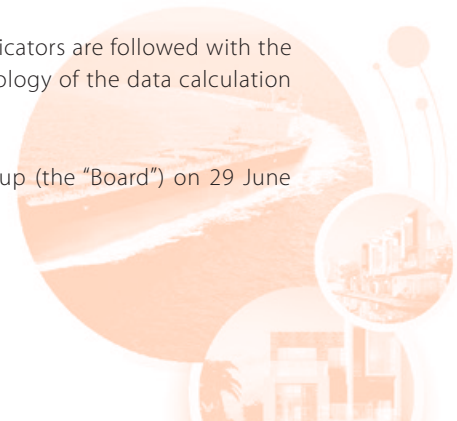 icators are followed with the
ology of the data calculation
up (the “Board”) on 29 June